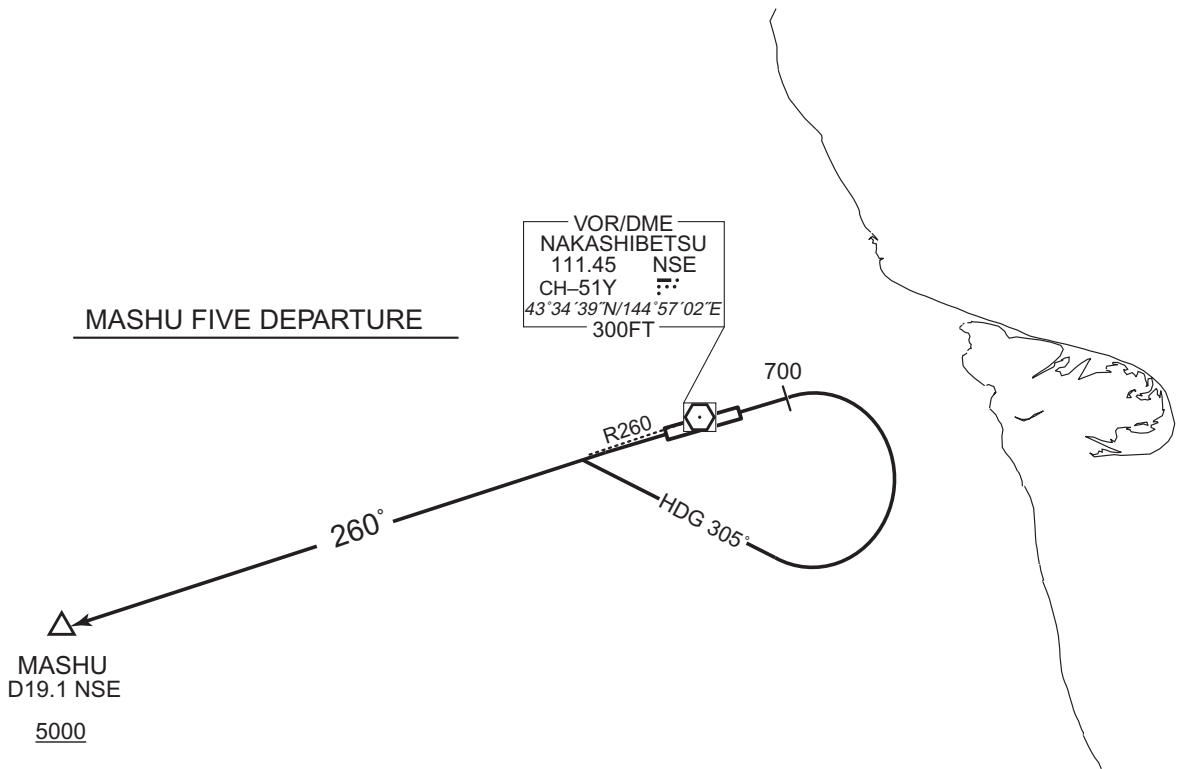 VOR/DME
NAKASHIBETSU
111.45 NSE
CH–51Y
43°34´39˝N/144°57´02˝E
300FT
MASHU FIVE DEPARTURE
700
R260
HDG 305°
260°
MASHU
D19.1 NSE
5000